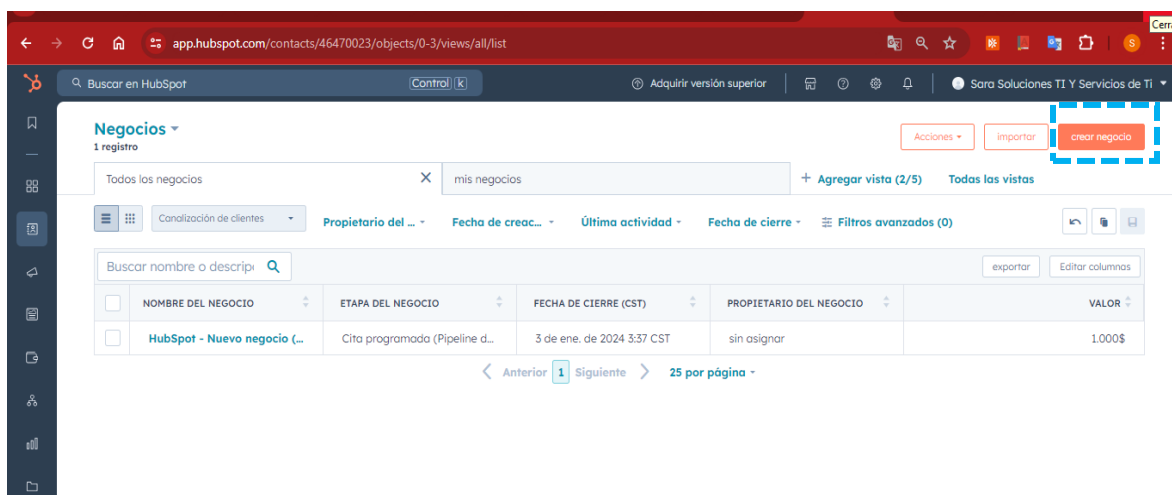 Cerra
app.hubspot.com/contacts/46470023/objects/0-3/views/all/list
S
Buscar en HubSpot
Control k
Adquirir versión superior
Sara Soluciones TI Y Servicios de Ti
Negocios
1 registro
Acciones
importar
crear negocio
Todos los negocios
mis negocios
+ Agregar vista (2/5)
Todas las vistas
Canalización de clientes
Propietario del ...
Fecha de creac...
Última actividad
Fecha de cierre
Filtros avanzados (0)
Buscar nombre o descrip
exportar
Editar columnas
NOMBRE DEL NEGOCIO
ETAPA DEL NEGOCIO
FECHA DE CIERRE (CST)
PROPIETARIO DEL NEGOCIO
VALOR
HubSpot - Nuevo negocio (...
Cita programada (Pipeline d...
3 de ene. de 2024 3:37 CST
sin asignar
1.000$
Anterior 1 Siguiente
25 por página